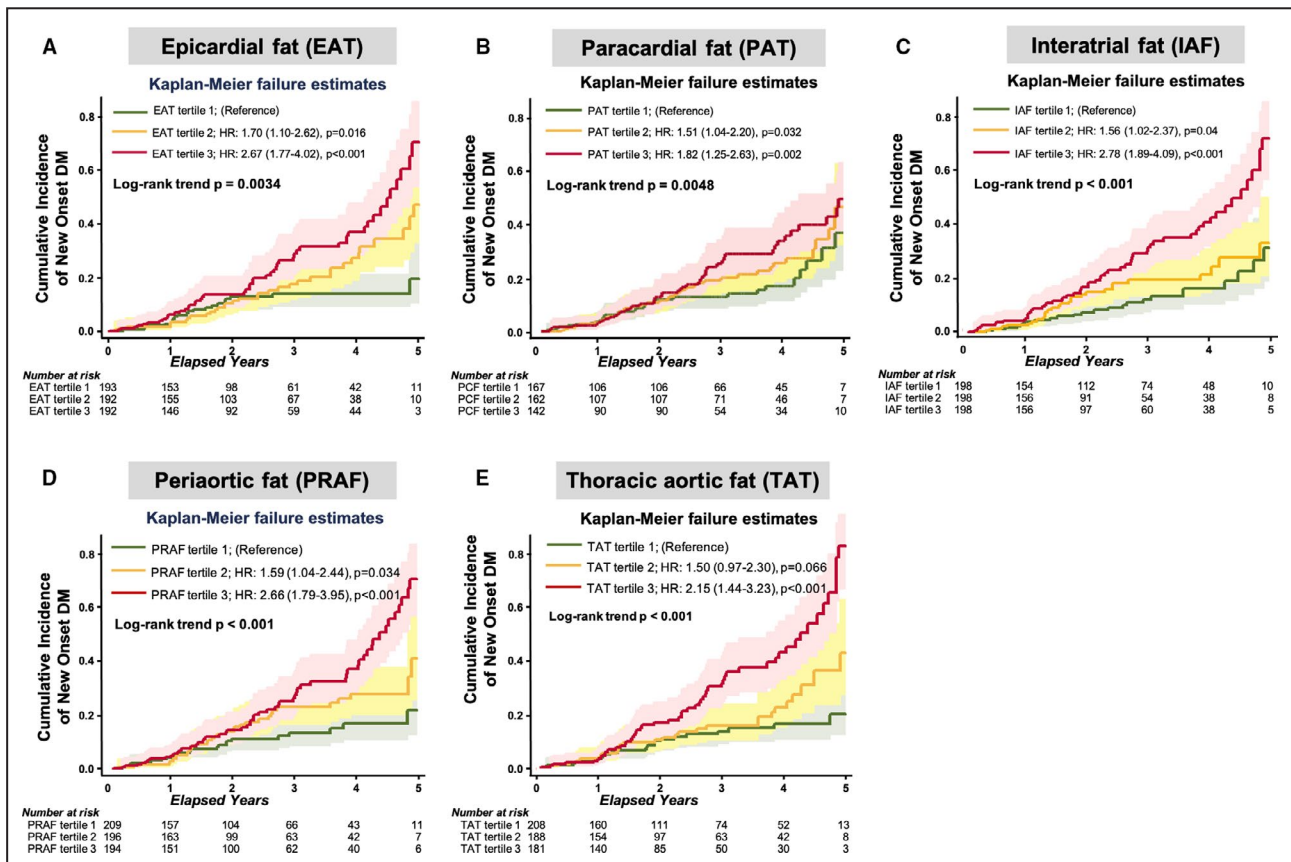 A Epicardial fat (EAT)
Kaplan-Meier failure estimates
EAT tertile 1; (Reference)
EAT tertile 2; HR: 1.70 (1.10-2.62), p=0.016
EAT tertile 3; HR: 2.67 (1.77-4.02), p<0.001
Log-rank trend p = 0.0034
Cumulative Incidence
of New Onset DM
0.8
0.6
0.4
0.2
0.0
0 1 2 3 4 5
Elapsed Years
Number at risk
EAT tertile 1 193 153 98 61 42 11
EAT tertile 2 192 155 103 67 38 10
EAT tertile 3 192 146 92 59 44 3
B Paracardial fat (PAT)
Kaplan-Meier failure estimates
PAT tertile 1; (Reference)
PAT tertile 2; HR: 1.51 (1.04-2.20), p=0.032
PAT tertile 3; HR: 1.82 (1.25-2.63), p=0.002
Log-rank trend p = 0.0048
Cumulative Incidence
of New Onset DM
0.8
0.6
0.4
0.2
0.0
0 1 2 3 4 5
Elapsed Years
Number at risk
PCF tertile 1 167 106 106 66 45 7
PCF tertile 2 162 107 107 71 46 7
PCF tertile 3 142 90 90 54 34 10
C Interatrial fat (IAF)
Kaplan-Meier failure estimates
IAF tertile 1; (Reference)
IAF tertile 2; HR: 1.56 (1.02-2.37), p=0.04
IAF tertile 3; HR: 2.78 (1.89-4.09), p<0.001
Log-rank trend p < 0.001
Cumulative Incidence
of New Onset DM
0.8
0.6
0.4
0.2
0.0
0 1 2 3 4 5
Elapsed Years
Number at risk
IAF tertile 1 198 154 112 74 48 10
IAF tertile 2 198 156 91 54 38 8
IAF tertile 3 198 156 97 60 38 5
D Periaortic fat (PRAF)
Kaplan-Meier failure estimates
PRAF tertile 1; (Reference)
PRAF tertile 2; HR: 1.59 (1.04-2.44), p=0.034
PRAF tertile 3; HR: 2.66 (1.79-3.95), p<0.001
Log-rank trend p < 0.001
Cumulative Incidence
of New Onset DM
0.8
0.6
0.4
0.2
0.0
0 1 2 3 4 5
Elapsed Years
Number at risk
PRAF tertile 1 209 157 104 66 43 11
PRAF tertile 2 196 163 99 63 42 7
PRAF tertile 3 194 151 100 62 40 6
E Thoracic aortic fat (TAT)
Kaplan-Meier failure estimates
TAT tertile 1; (Reference)
TAT tertile 2; HR: 1.50 (0.97-2.30), p=0.066
TAT tertile 3; HR: 2.15 (1.44-3.23), p<0.001
Log-rank trend p < 0.001
Cumulative Incidence
of New Onset DM
0.8
0.6
0.4
0.2
0.0
0 1 2 3 4 5
Elapsed Years
Number at risk
TAT tertile 1 208 160 111 74 52 13
TAT tertile 2 188 154 97 63 42 8
TAT tertile 3 181 140 85 50 30 3